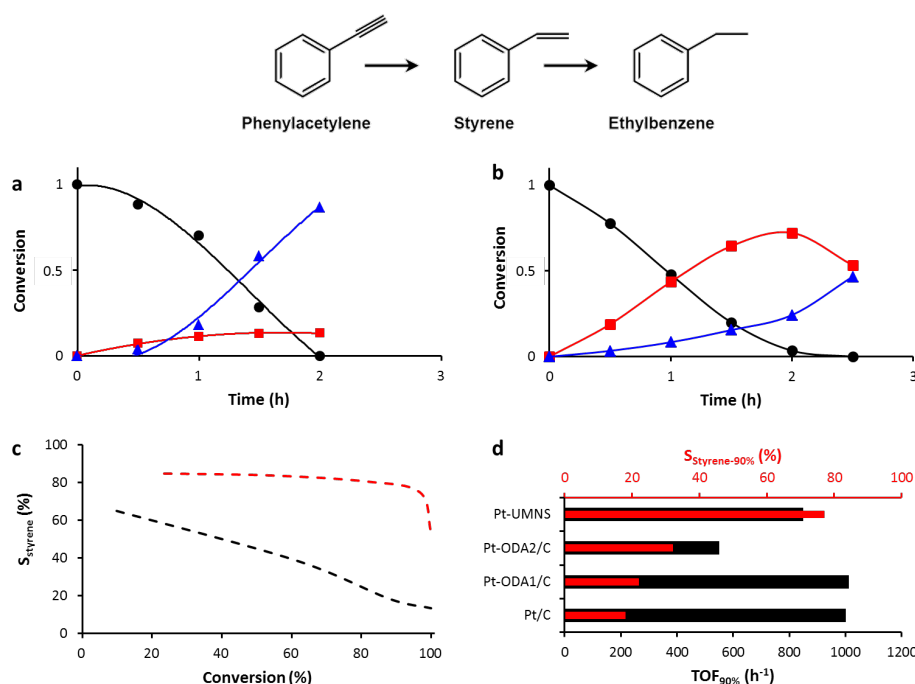 Phenylacetylene Styrene Ethylbenzene
a
1
0.5
0
Conversion
0 1 2 3
Time (h)
b
1
0.5
0
Conversion
0 1 2 3
Time (h)
c
100
80
60
40
20
0
S styrene (%)
0 20 40 60 80 100
Conversion (%)
d
S Styrene-90% (%)
0 20 40 60 80 100
Pt-UMNS
Pt-ODA2/C
Pt-ODA1/C
Pt/C
0 200 400 600 800 1000 1200
TOF90% (h-1)